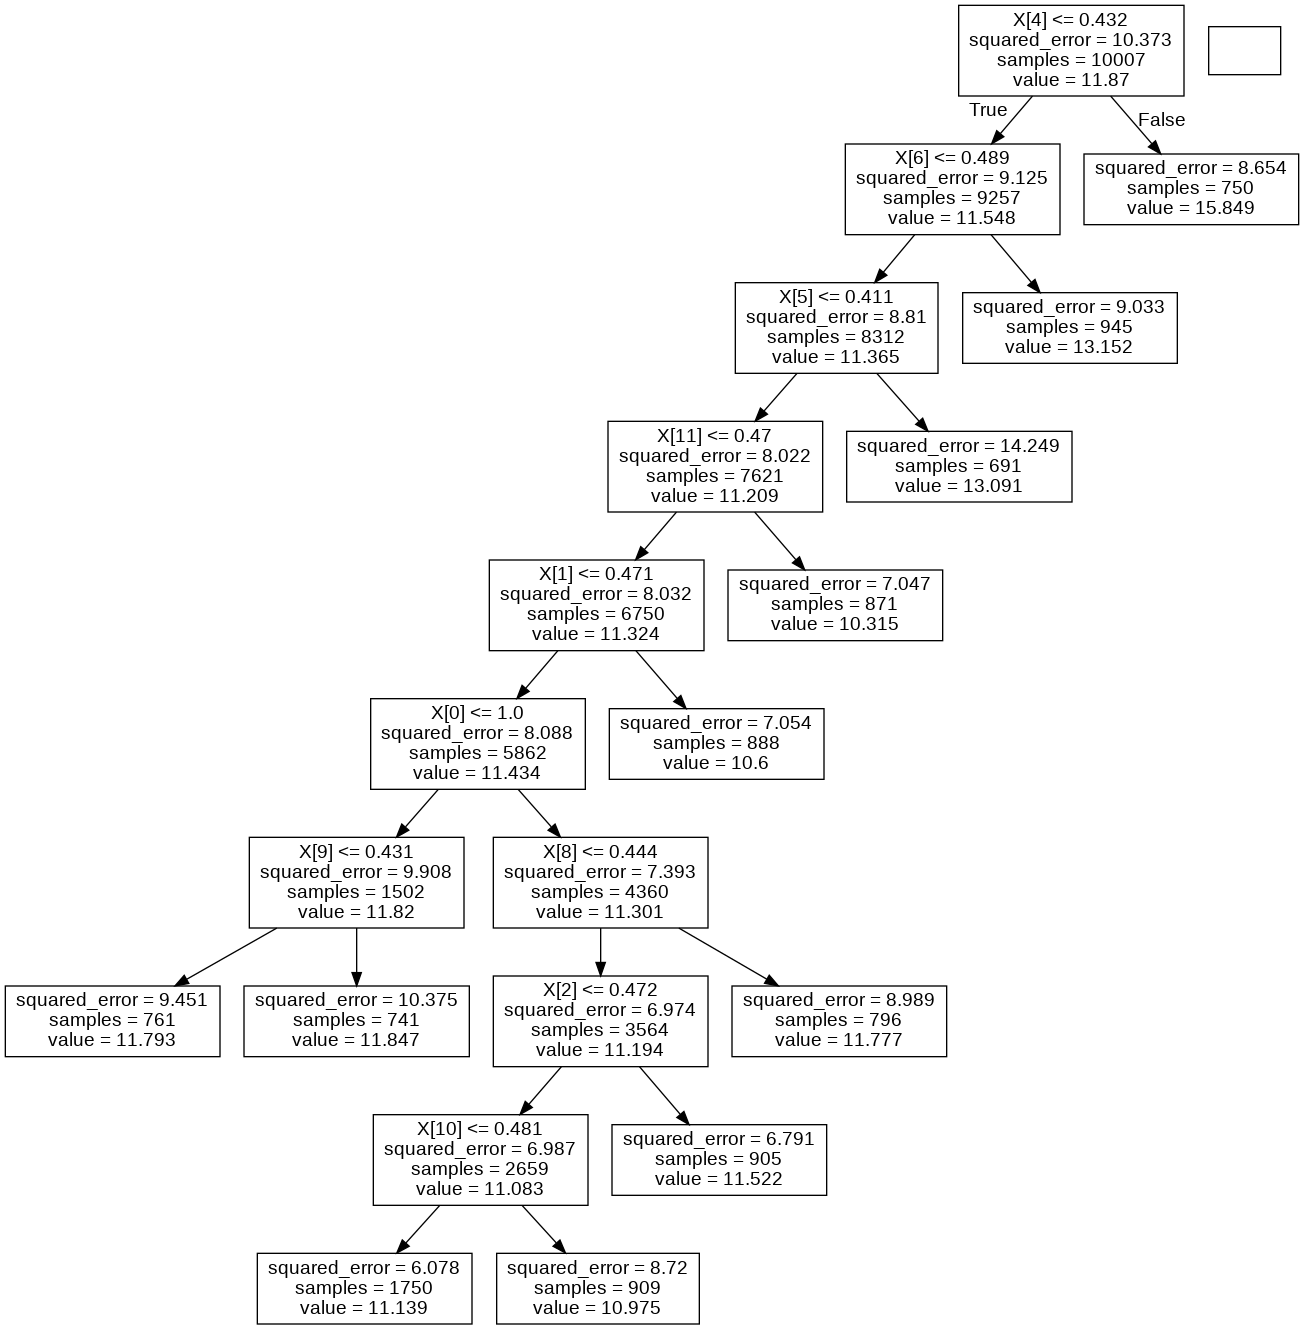 X[4] <= 0.432
squared_error = 10.373
samples = 10007
value = 11.87
True
False
X[6] <= 0.489
squared_error = 9.125
samples = 9257
value = 11.548
squared_error = 8.654
samples = 750
value = 15.849
X[5] <= 0.411
squared_error = 8.81
samples = 8312
value = 11.365
squared_error = 9.033
samples = 945
value = 13.152
X[11] <= 0.47
squared_error = 8.022
samples = 7621
value = 11.209
squared_error = 14.249
samples = 691
value = 13.091
X[1] <= 0.471
squared_error = 8.032
samples = 6750
value = 11.324
squared_error = 7.047
samples = 871
value = 10.315
X[0] <= 1.0
squared_error = 8.088
samples = 5862
value = 11.434
squared_error = 7.054
samples = 888
value = 10.6
X[9] <= 0.431
squared_error = 9.908
samples = 1502
value = 11.82
X[8] <= 0.444
squared_error = 7.393
samples = 4360
value = 11.301
squared_error = 9.451
samples = 761
value = 11.793
squared_error = 10.375
samples = 741
value = 11.847
X[2] <= 0.472
squared_error = 6.974
samples = 3564
value = 11.194
squared_error = 8.989
samples = 796
value = 11.777
X[10] <= 0.481
squared_error = 6.987
samples = 2659
value = 11.083
squared_error = 6.791
samples = 905
value = 11.522
squared_error = 6.078
samples = 1750
value = 11.139
squared_error = 8.72
samples = 909
value = 10.975